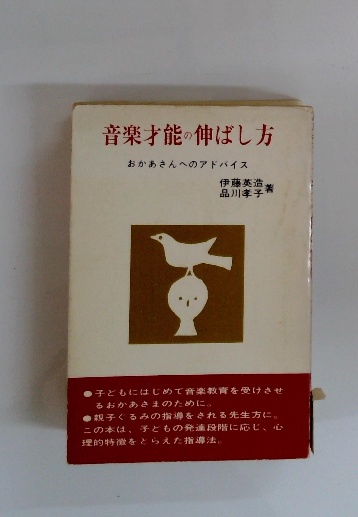 音楽才能の伸ばし方
おかあさんへのアドバイス
伊藤英造
品川孝子 著
●子どもにはじめて音楽教育を受けさせ
るおかあさまのために。
●親子ぐるみの指導をされる先生方に。
この本は、子どもの発達段階に応じ、心
理的特徴をとらえた指導法。